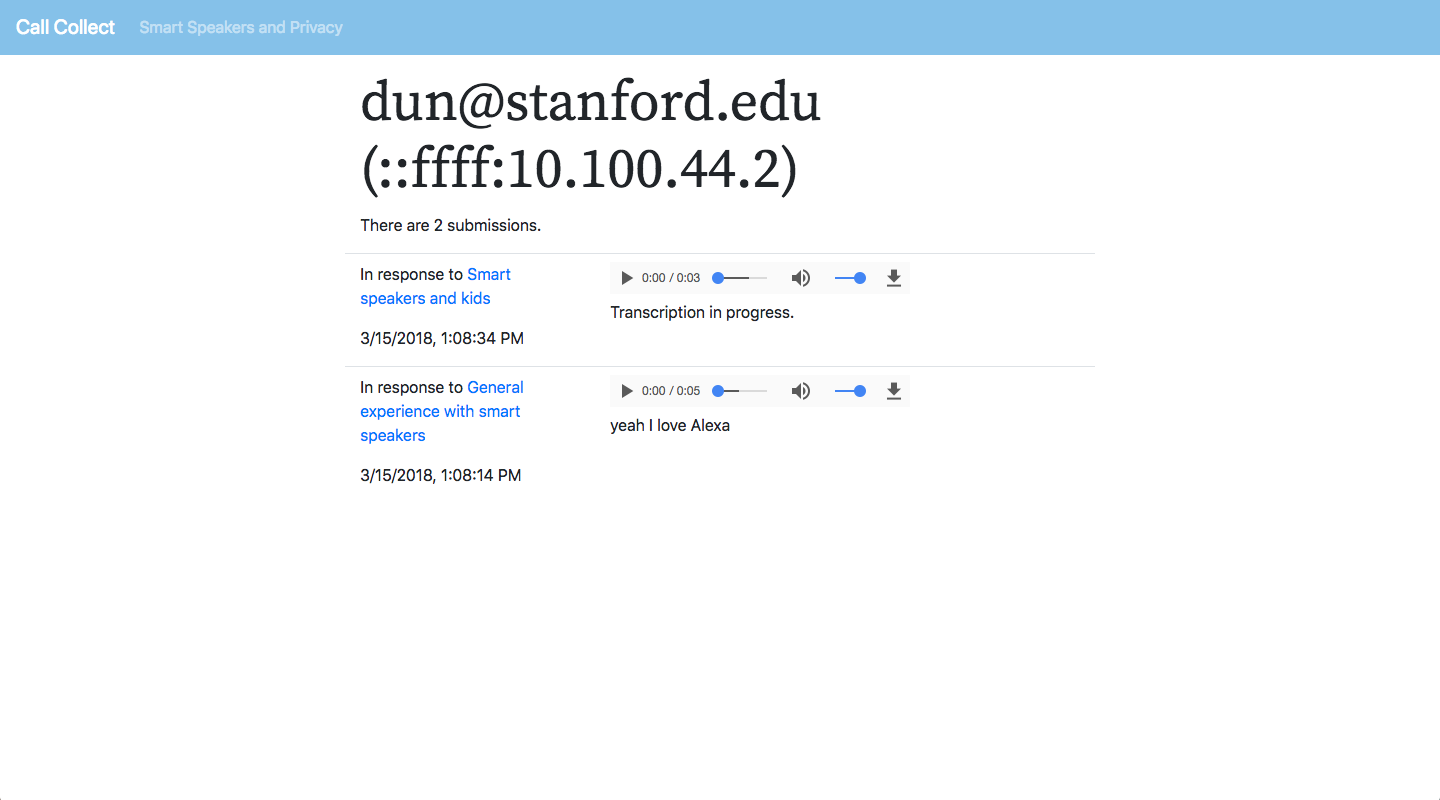 Call Collect Smart Speakers and Privacy
dun@stanford.edu
(::ffff:10.100.44.2)
There are 2 submissions.
In response to Smart
speakers and kids
3/15/2018, 1:08:34 PM
0:00 / 0:03
Transcription in progress.
In response to General
experience with smart
speakers
3/15/2018, 1:08:14 PM
0:00 / 0:05
yeah I love Alexa